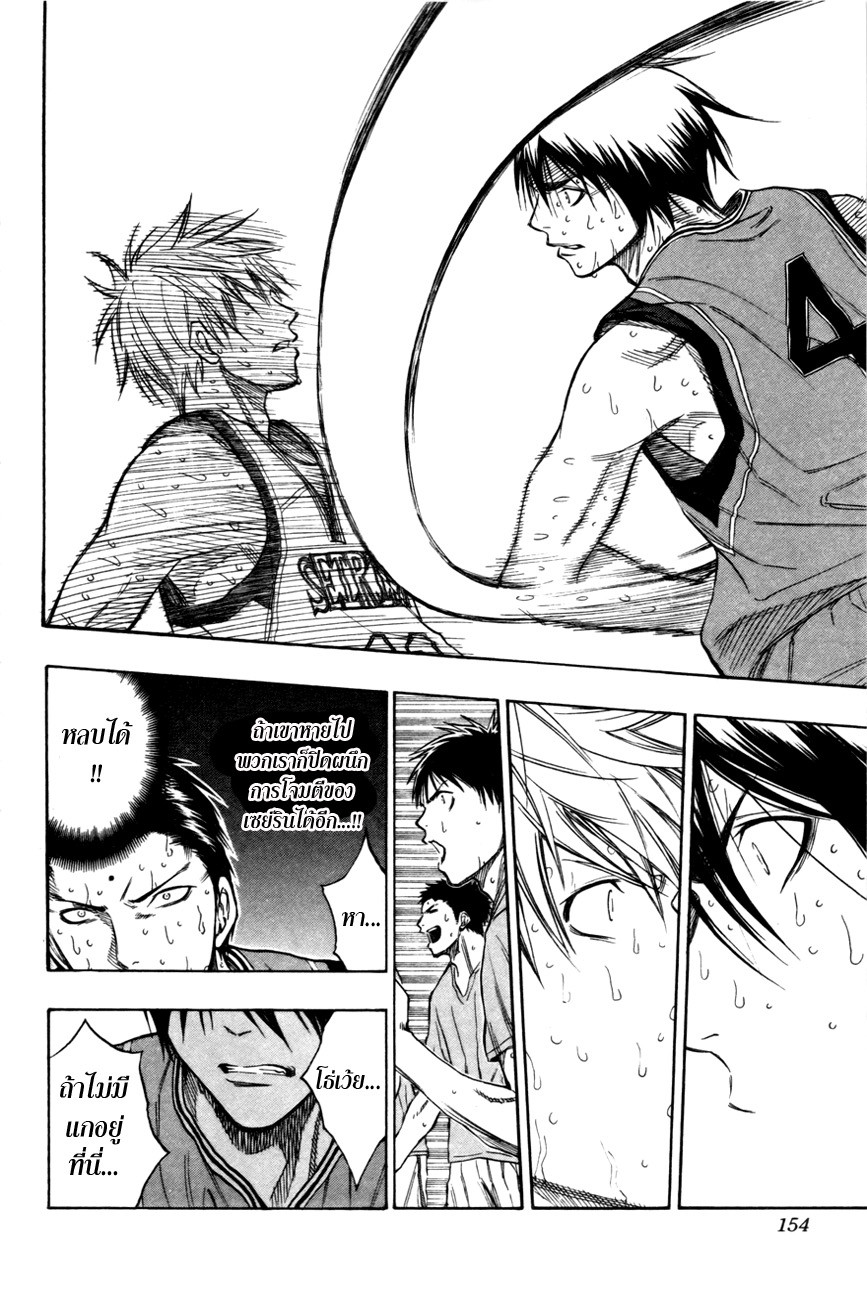 4
SEIRIN
หา...
ถ้าเขาหายไป
พวกเราก็ปิดผนึก
การโจมตีของ
เซย์รินได้อีก...!!
หลบได้
!!
โธ่เว้ย...
ถ้าไม่มี
แกอยู่
ที่นี่...
154